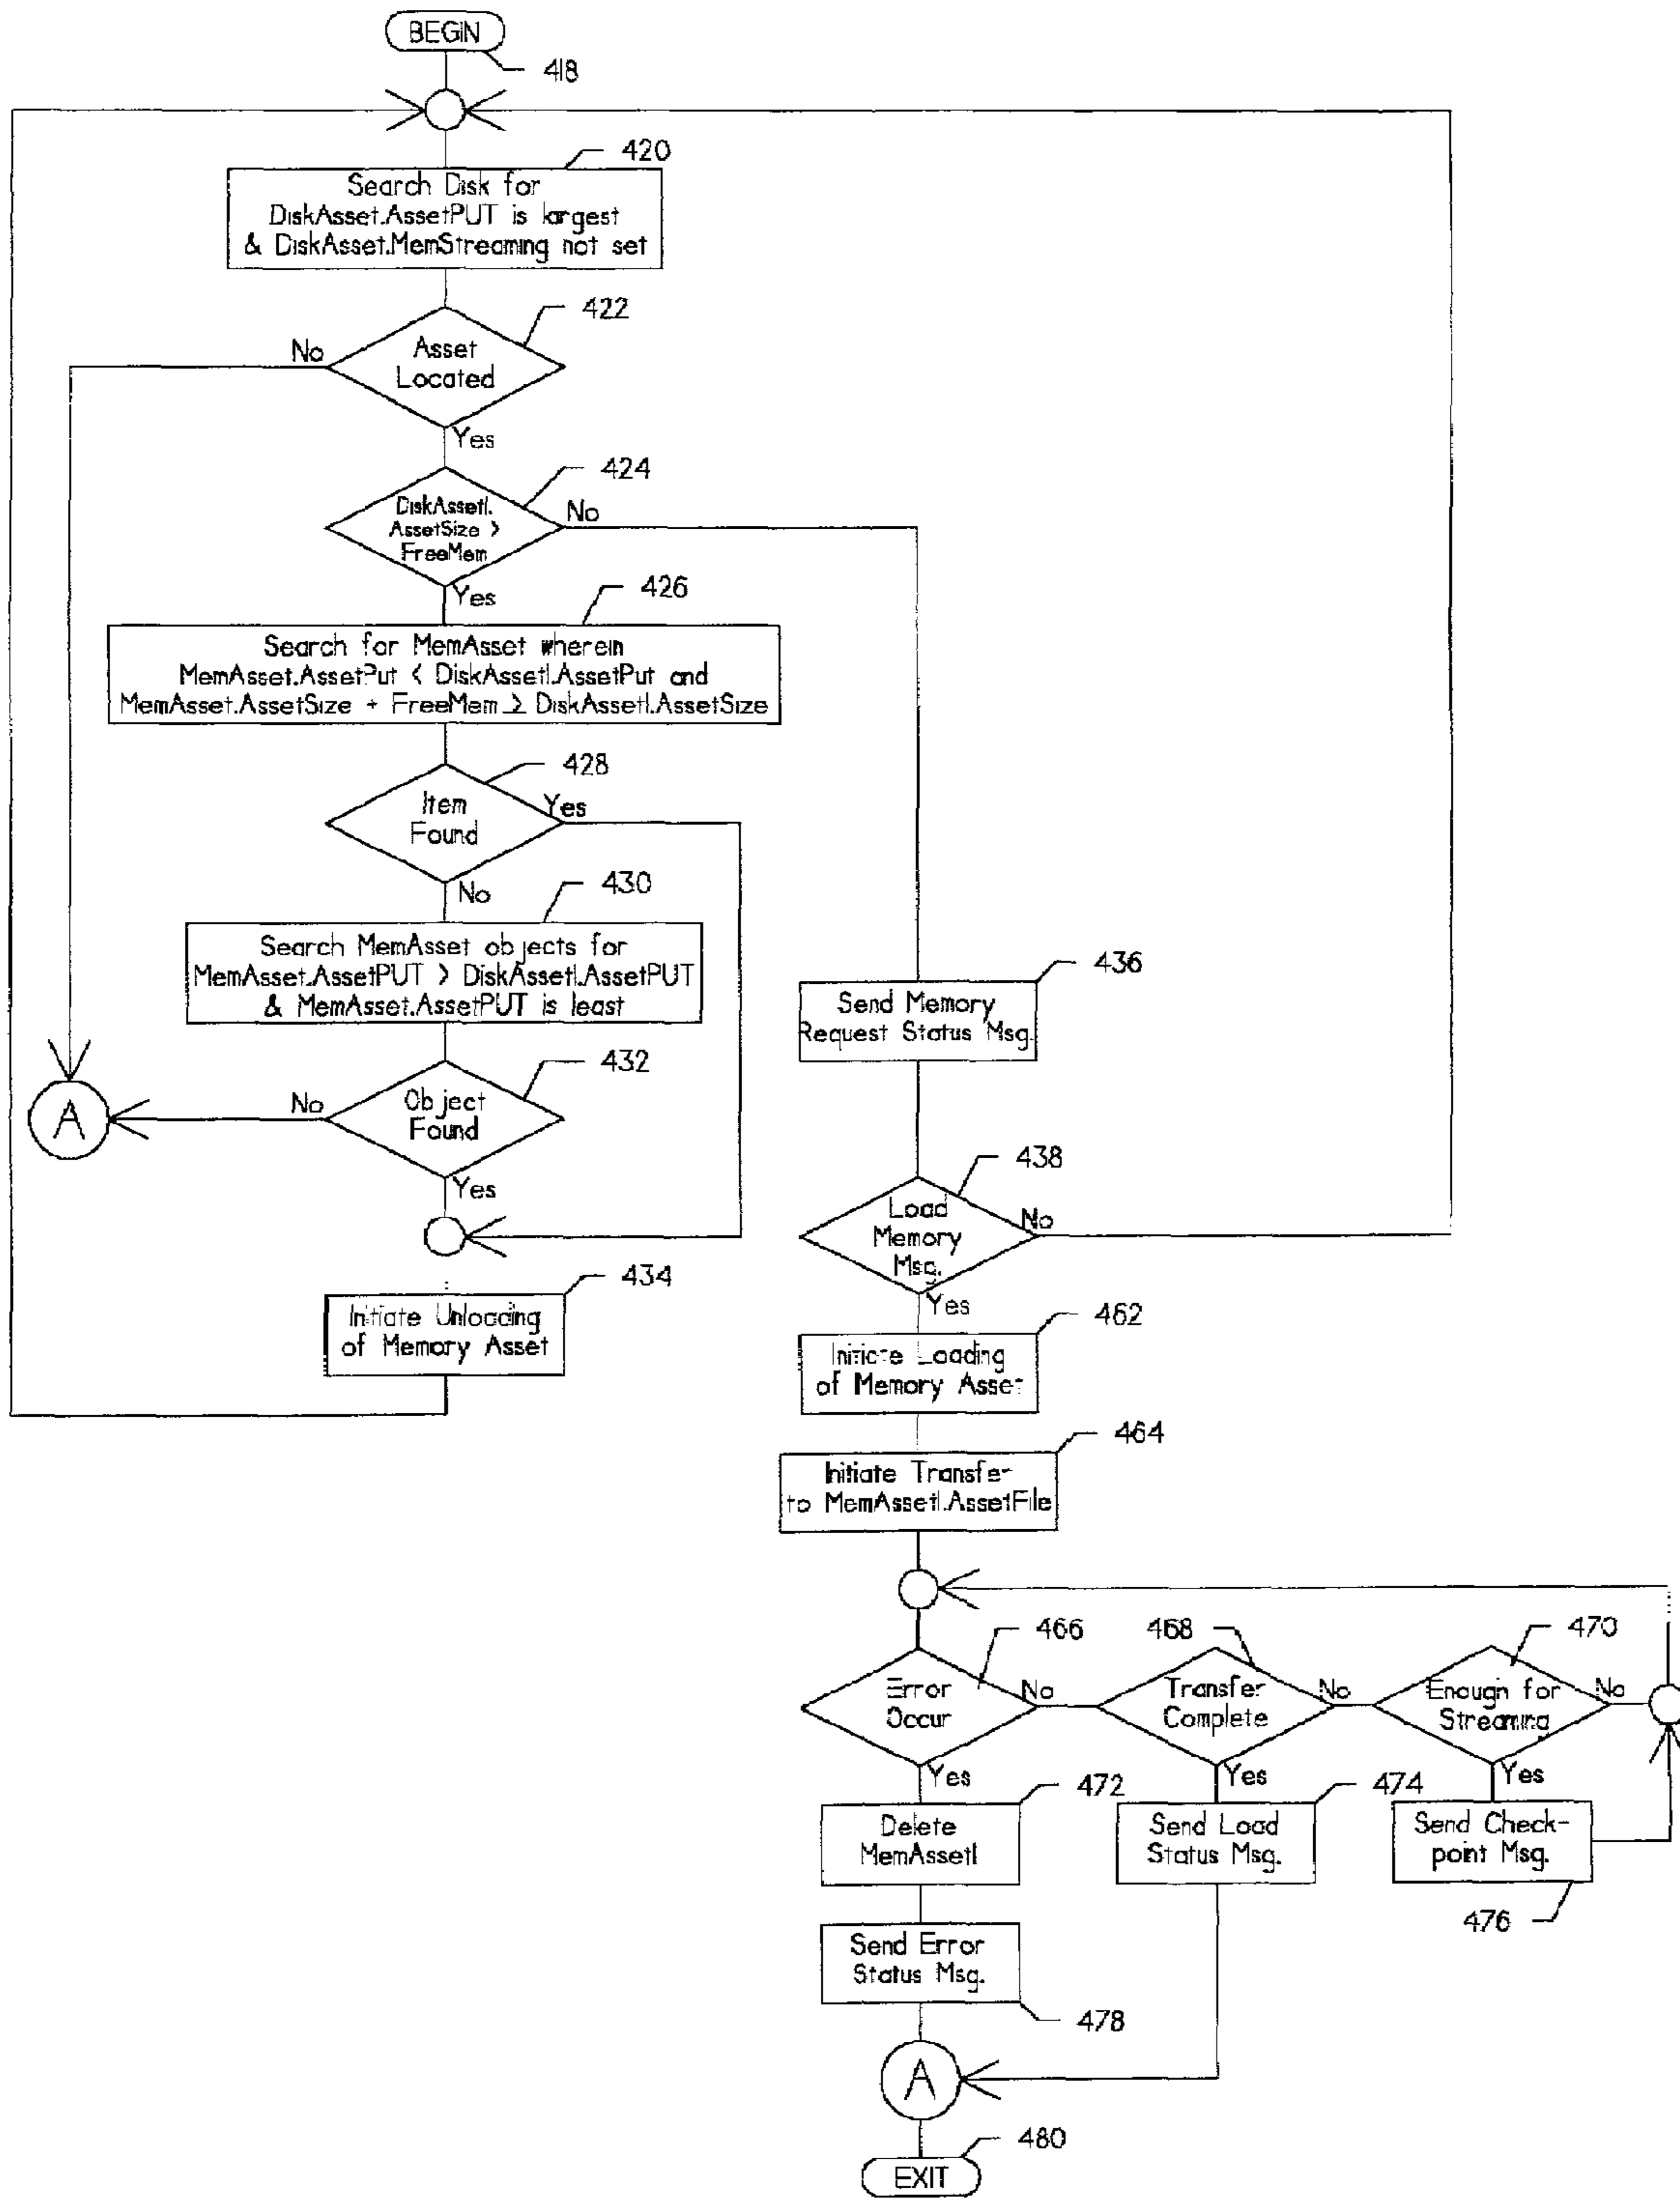 BEGIN
418
420
Search Disk for
DiskAsset.AssetPUT is largest
& DiskAsset.MemStreaming not set
422
No
Asset
Located
Yes
424
DiskAssetI.
AssetSize >
FreeMem
No
Yes
426
Search for MemAsset wherein
MemAsset.AssetPut < DiskAssetI.AssetPut and
MemAsset.AssetSize + FreeMem ≥ DiskAssetI.AssetSize
428
Item
Found
Yes
No
430
Search MemAsset objects for
MemAsset.AssetPUT > DiskAssetI.AssetPUT
& MemAsset.AssetPUT is least
436
Send Memory
Request Status Msg.
432
A
No
Object
Found
Yes
438
Load
Memory
Msg.
No
Yes
434
Initiate Unloading
of Memory Asset
462
Initiate Loading
of Memory Asset
464
Initiate Transfer
to MemAssetI.AssetFile
466
468
470
Error
Occur
No
Transfer
Complete
No
Enough for
Streaming
No
Yes
Yes
Yes
472
474
Delete
MemAssetI
Send Load
Status Msg.
Send Check-
point Msg.
476
Send Error
Status Msg.
478
A
480
EXIT